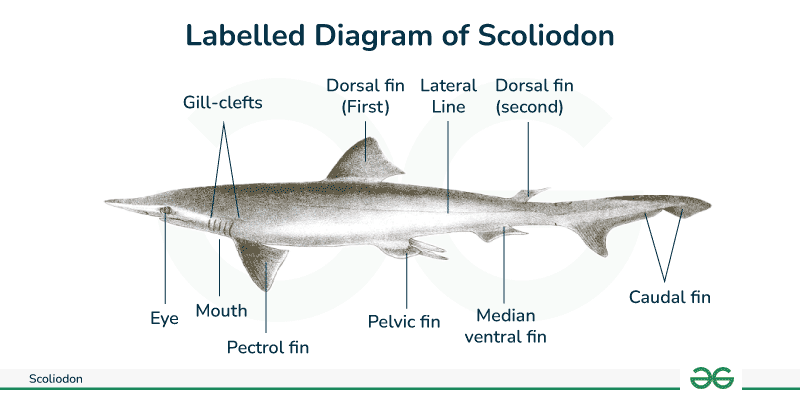 Labelled Diagram of Scoliodon
Gill-clefts
Dorsal fin
(First)
Lateral
Line
Dorsal fin
(second)
Eye
Mouth
Pectrol fin
Pelvic fin
Median
ventral fin
Caudal fin
Scoliodon